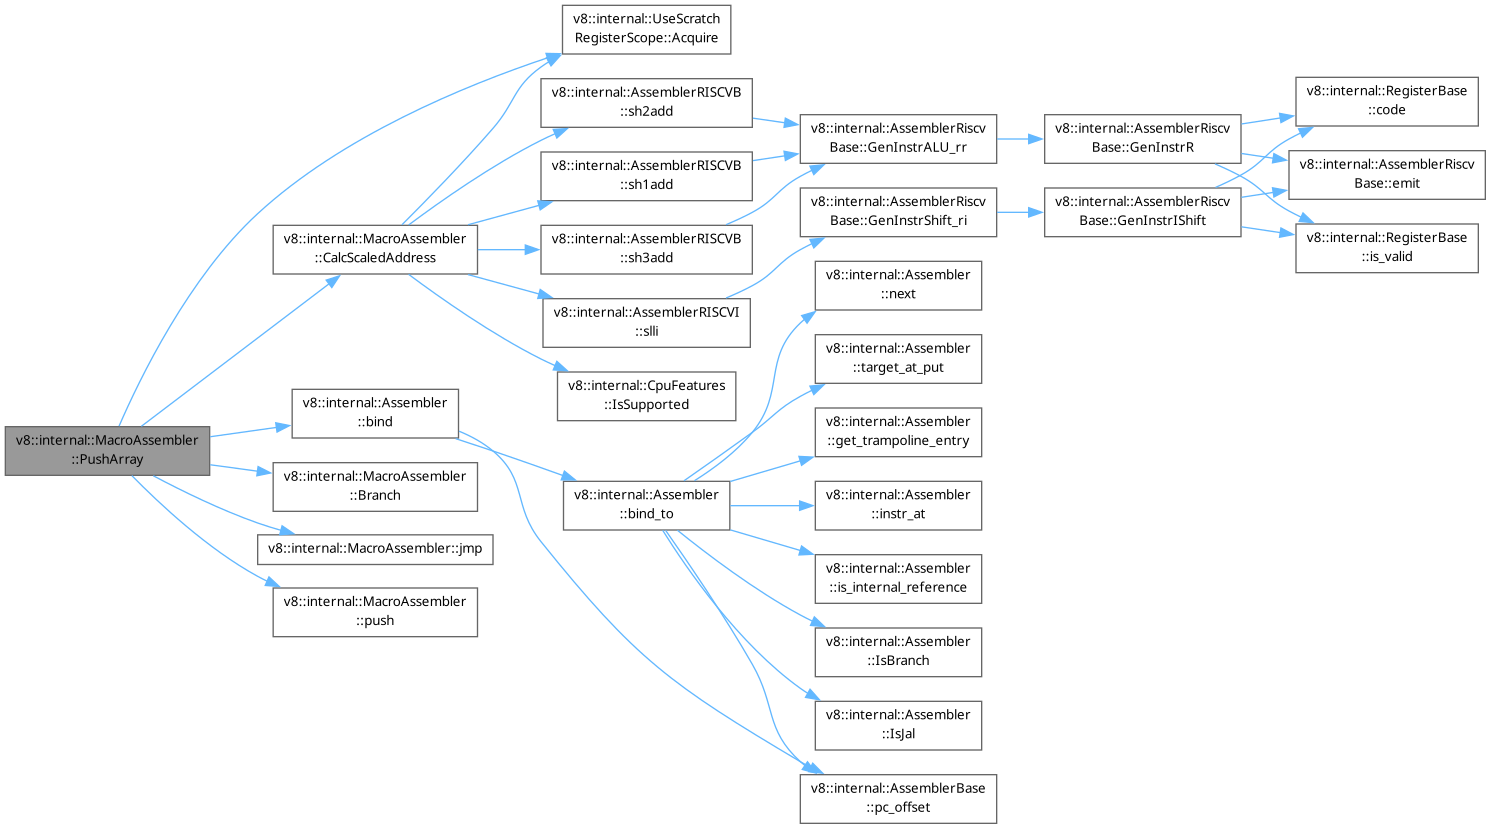 v8::internal::UseScratch
RegisterScope::Acquire
v8::internal::AssemblerRISCVB
::sh2add
v8::internal::RegisterBase
::code
v8::internal::AssemblerRiscv
Base::GenInstrALU_rr
v8::internal::AssemblerRiscv
Base::GenInstrR
v8::internal::AssemblerRISCVB
::sh1add
v8::internal::AssemblerRiscv
Base::emit
v8::internal::AssemblerRiscv
Base::GenInstrShift_ri
v8::internal::AssemblerRiscv
Base::GenInstrIShift
v8::internal::MacroAssembler
::CalcScaledAddress
v8::internal::AssemblerRISCVB
::sh3add
v8::internal::RegisterBase
::is_valid
v8::internal::Assembler
::next
v8::internal::AssemblerRISCVI
::slli
v8::internal::Assembler
::target_at_put
v8::internal::CpuFeatures
::IsSupported
v8::internal::Assembler
::bind
v8::internal::Assembler
::get_trampoline_entry
v8::internal::MacroAssembler
::PushArray
v8::internal::MacroAssembler
::Branch
v8::internal::Assembler
::bind_to
v8::internal::Assembler
::instr_at
v8::internal::MacroAssembler::jmp
v8::internal::Assembler
::is_internal_reference
v8::internal::MacroAssembler
::push
v8::internal::Assembler
::IsBranch
v8::internal::Assembler
::IsJal
v8::internal::AssemblerBase
::pc_offset